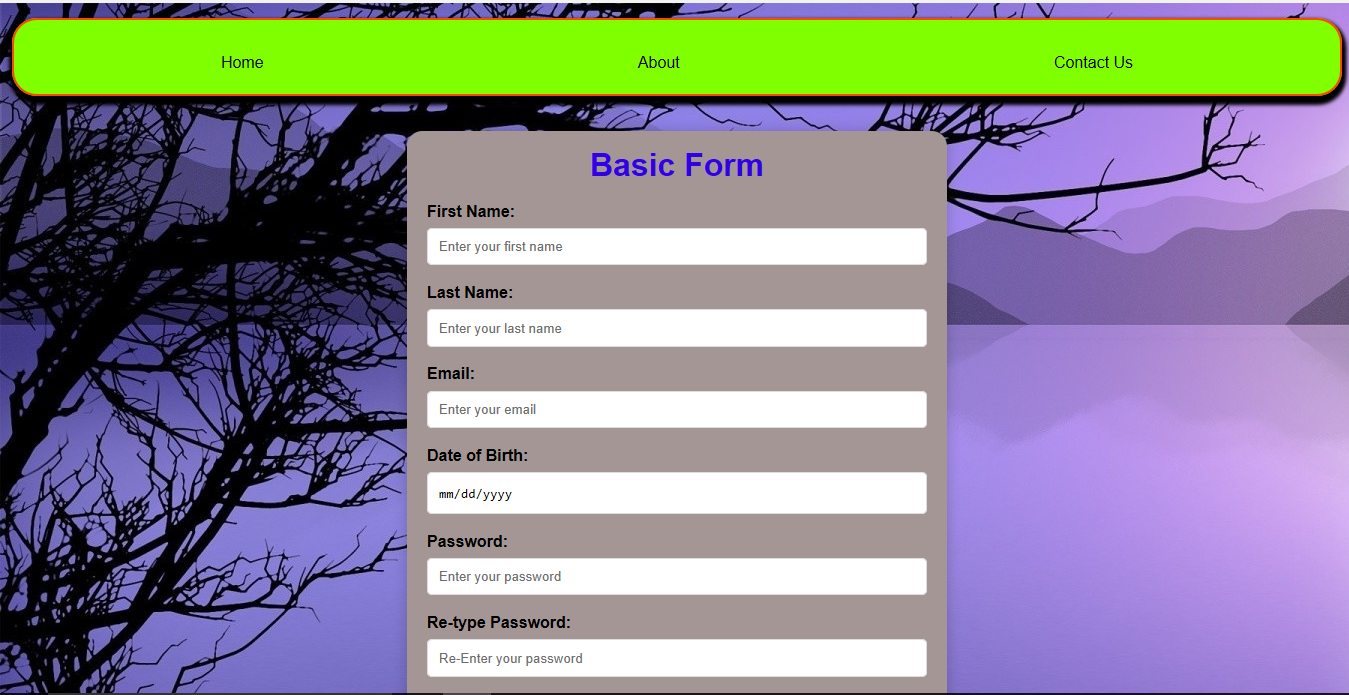 Home About Contact Us
Basic Form
First Name:
Enter your first name
Last Name:
Enter your last name
Email:
Enter your email
Date of Birth:
mm/dd/yyyy
Password:
Enter your password
Re-type Password:
Re-Enter your password